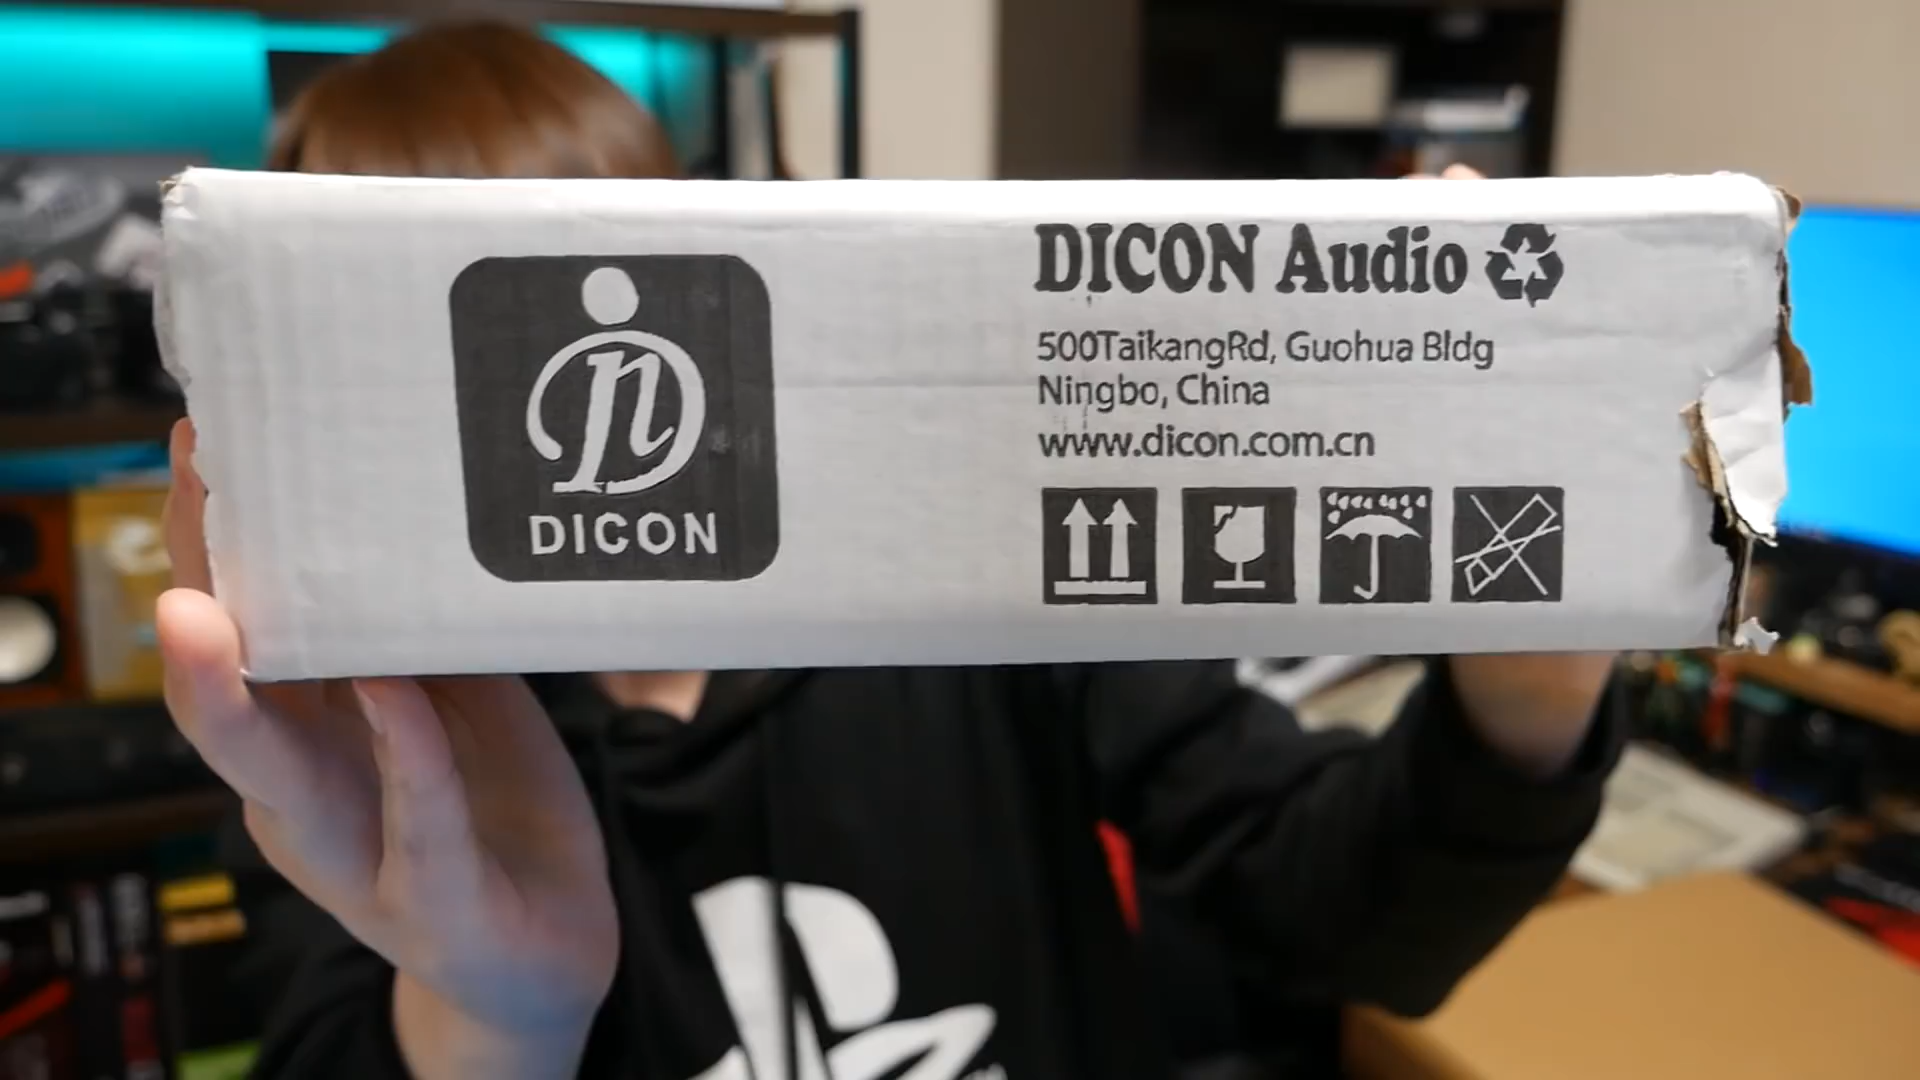 DICON
DICON Audio
500TaikangRd, Guohua Bldg
Ningbo, China
www.dicon.com.cn